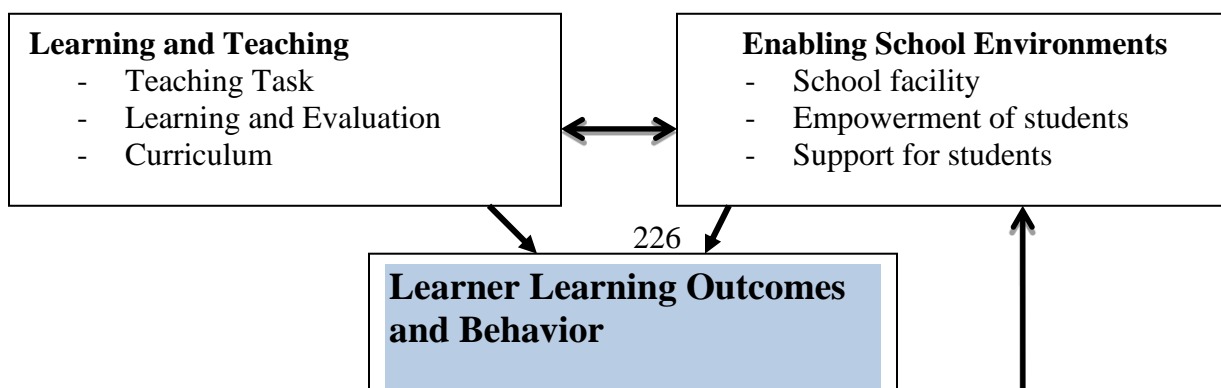 Learning and Teaching
- Teaching Task
- Learning and Evaluation
- Curriculum
Enabling School Environments
- School facility
- Empowerment of students
- Support for students
226
Learner Learning Outcomes
and Behavior